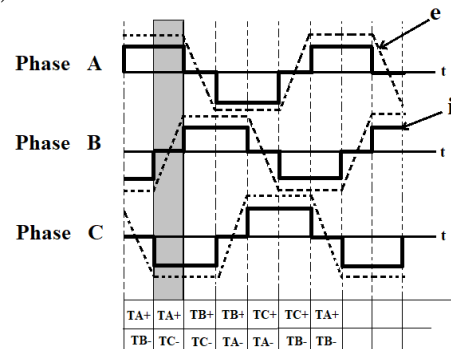 e
Phase A
t
i
Phase B
t
Phase C
t
TA+ TA+ TB+ TB+ TC+ TC+ TA+
TB- TC- TC- TA- TA- TB- TB-